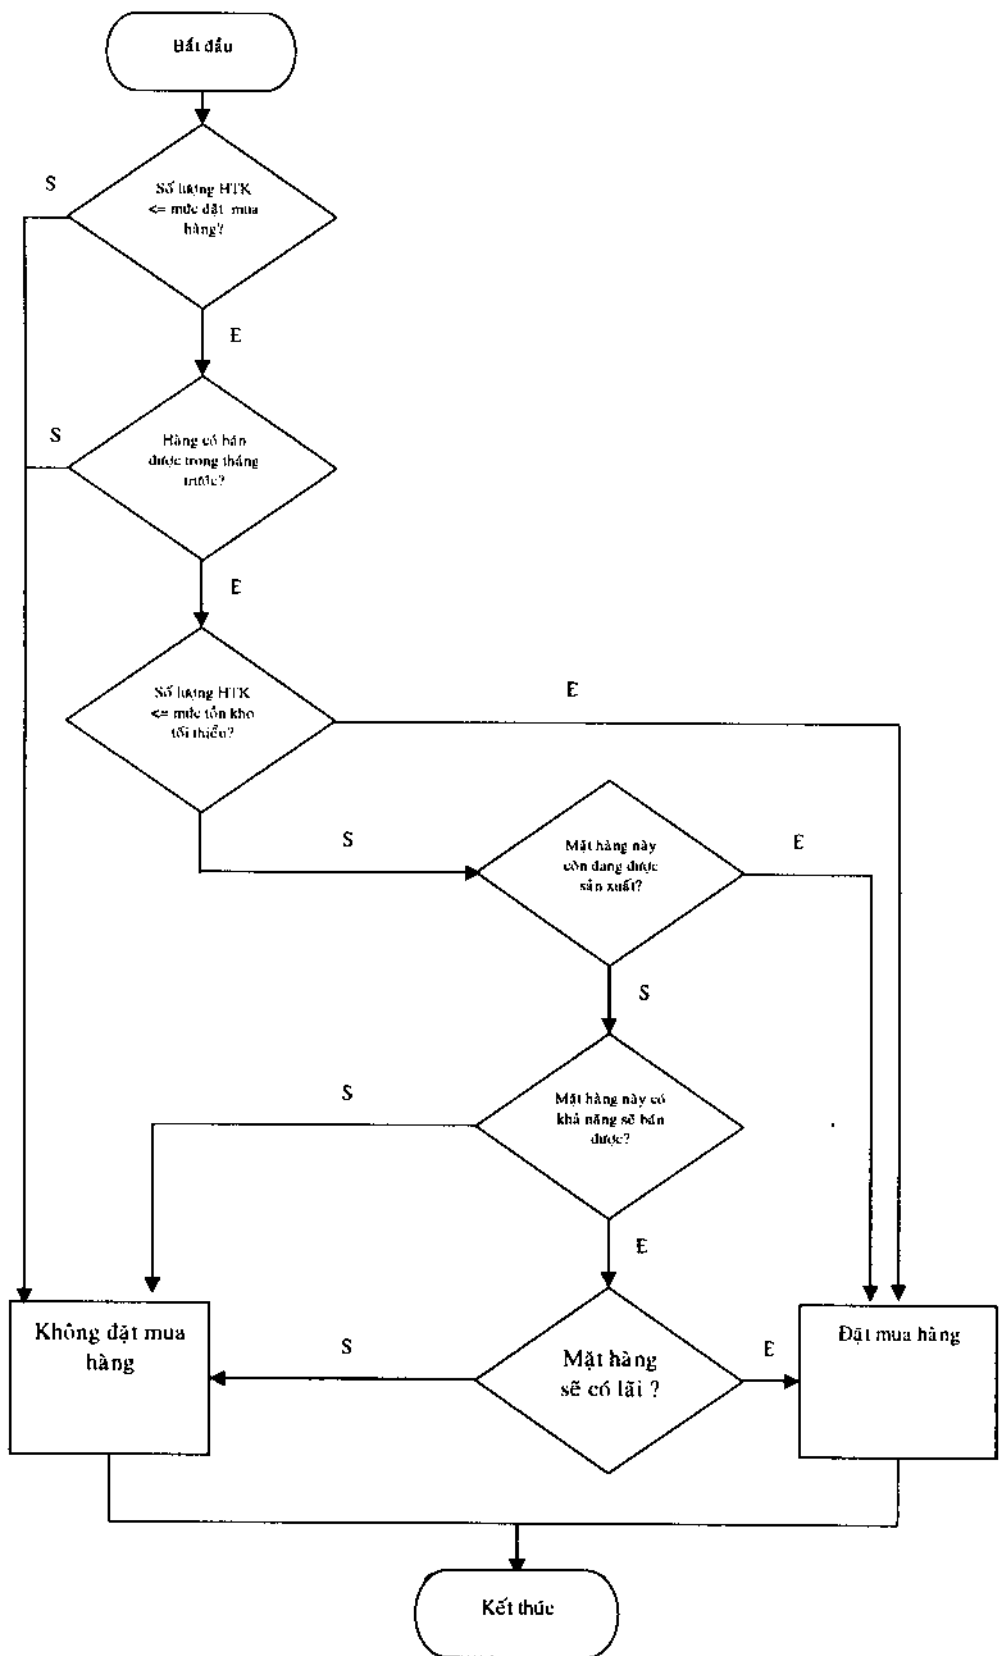 Bắt đầu
S
Số lượng HTK
<= mức đặt mua
hàng?
E
S
Hàng có bán
được trong tháng
trước?
E
Số lượng HTK
<= mức tồn kho
tối thiểu?
E
S
Mặt hàng này
còn đang được
sản xuất?
E
S
S
Mặt hàng này có
khả năng sẽ bán
được?
E
Không đặt mua
hàng
S
Mặt hàng
sẽ có lãi ?
E
Đặt mua hàng
Kết thúc